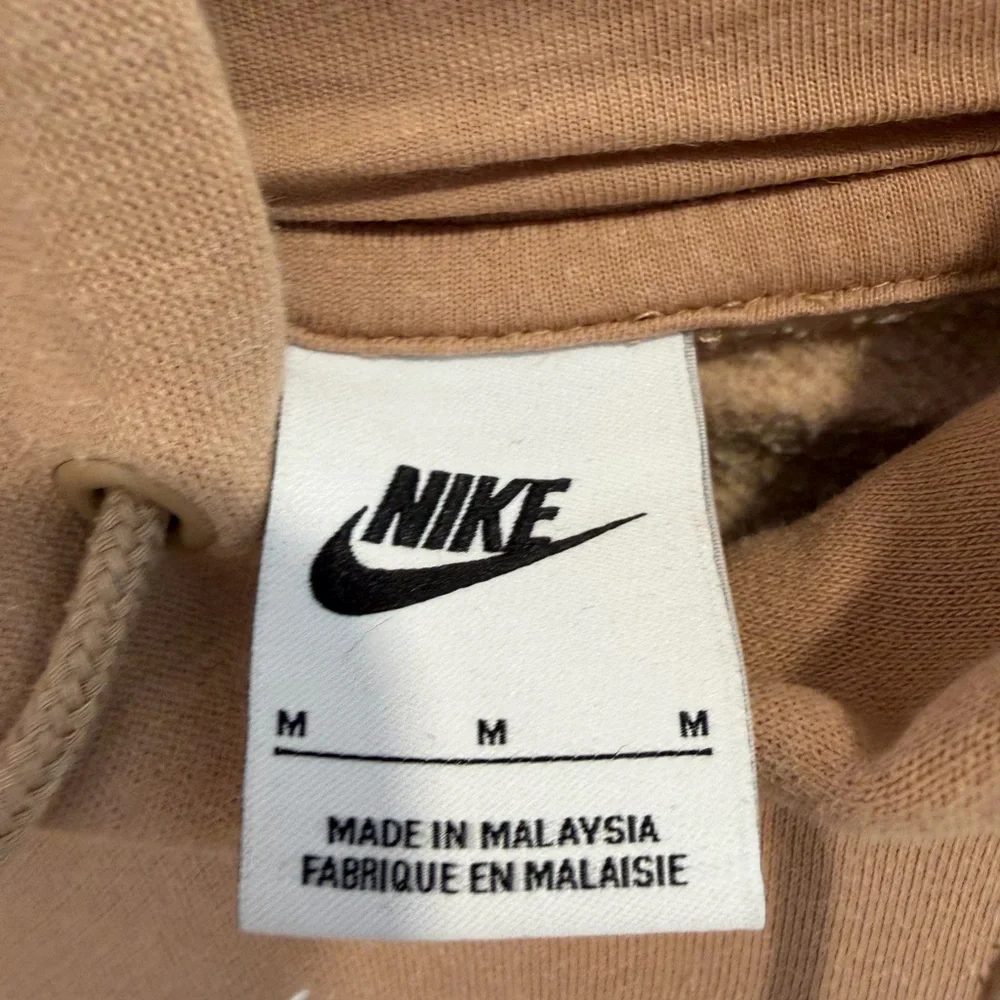 NIKE
M M M
MADE IN MALAYSIA
FABRIQUE EN MALAISIE